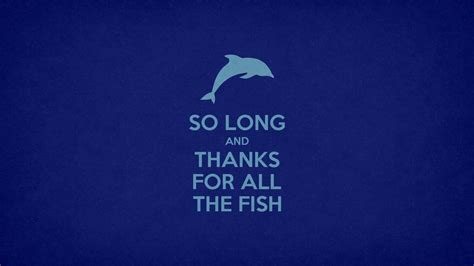 SO LONG
AND
THANKS
FOR ALL
THE FISH